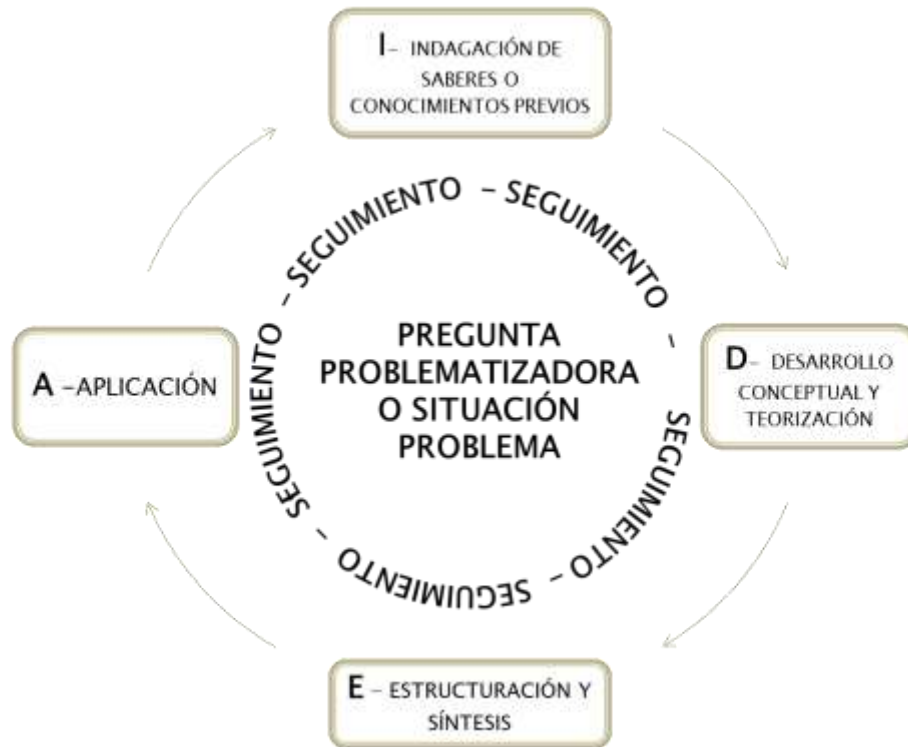 I– INDAGACIÓN DE
SABERES O
CONOCIMIENTOS PREVIOS
SEGUIMIENTO – SEGUIMIENTO – SEGUIMIENTO – SEGUIMIENTO – SEGUIMIENTO –
PREGUNTA
PROBLEMATIZADORA
O SITUACIÓN
PROBLEMA
A –APLICACIÓN
D– DESARROLLO
CONCEPTUAL Y
TEORIZACIÓN
E – ESTRUCTURACIÓN Y
SÍNTESIS